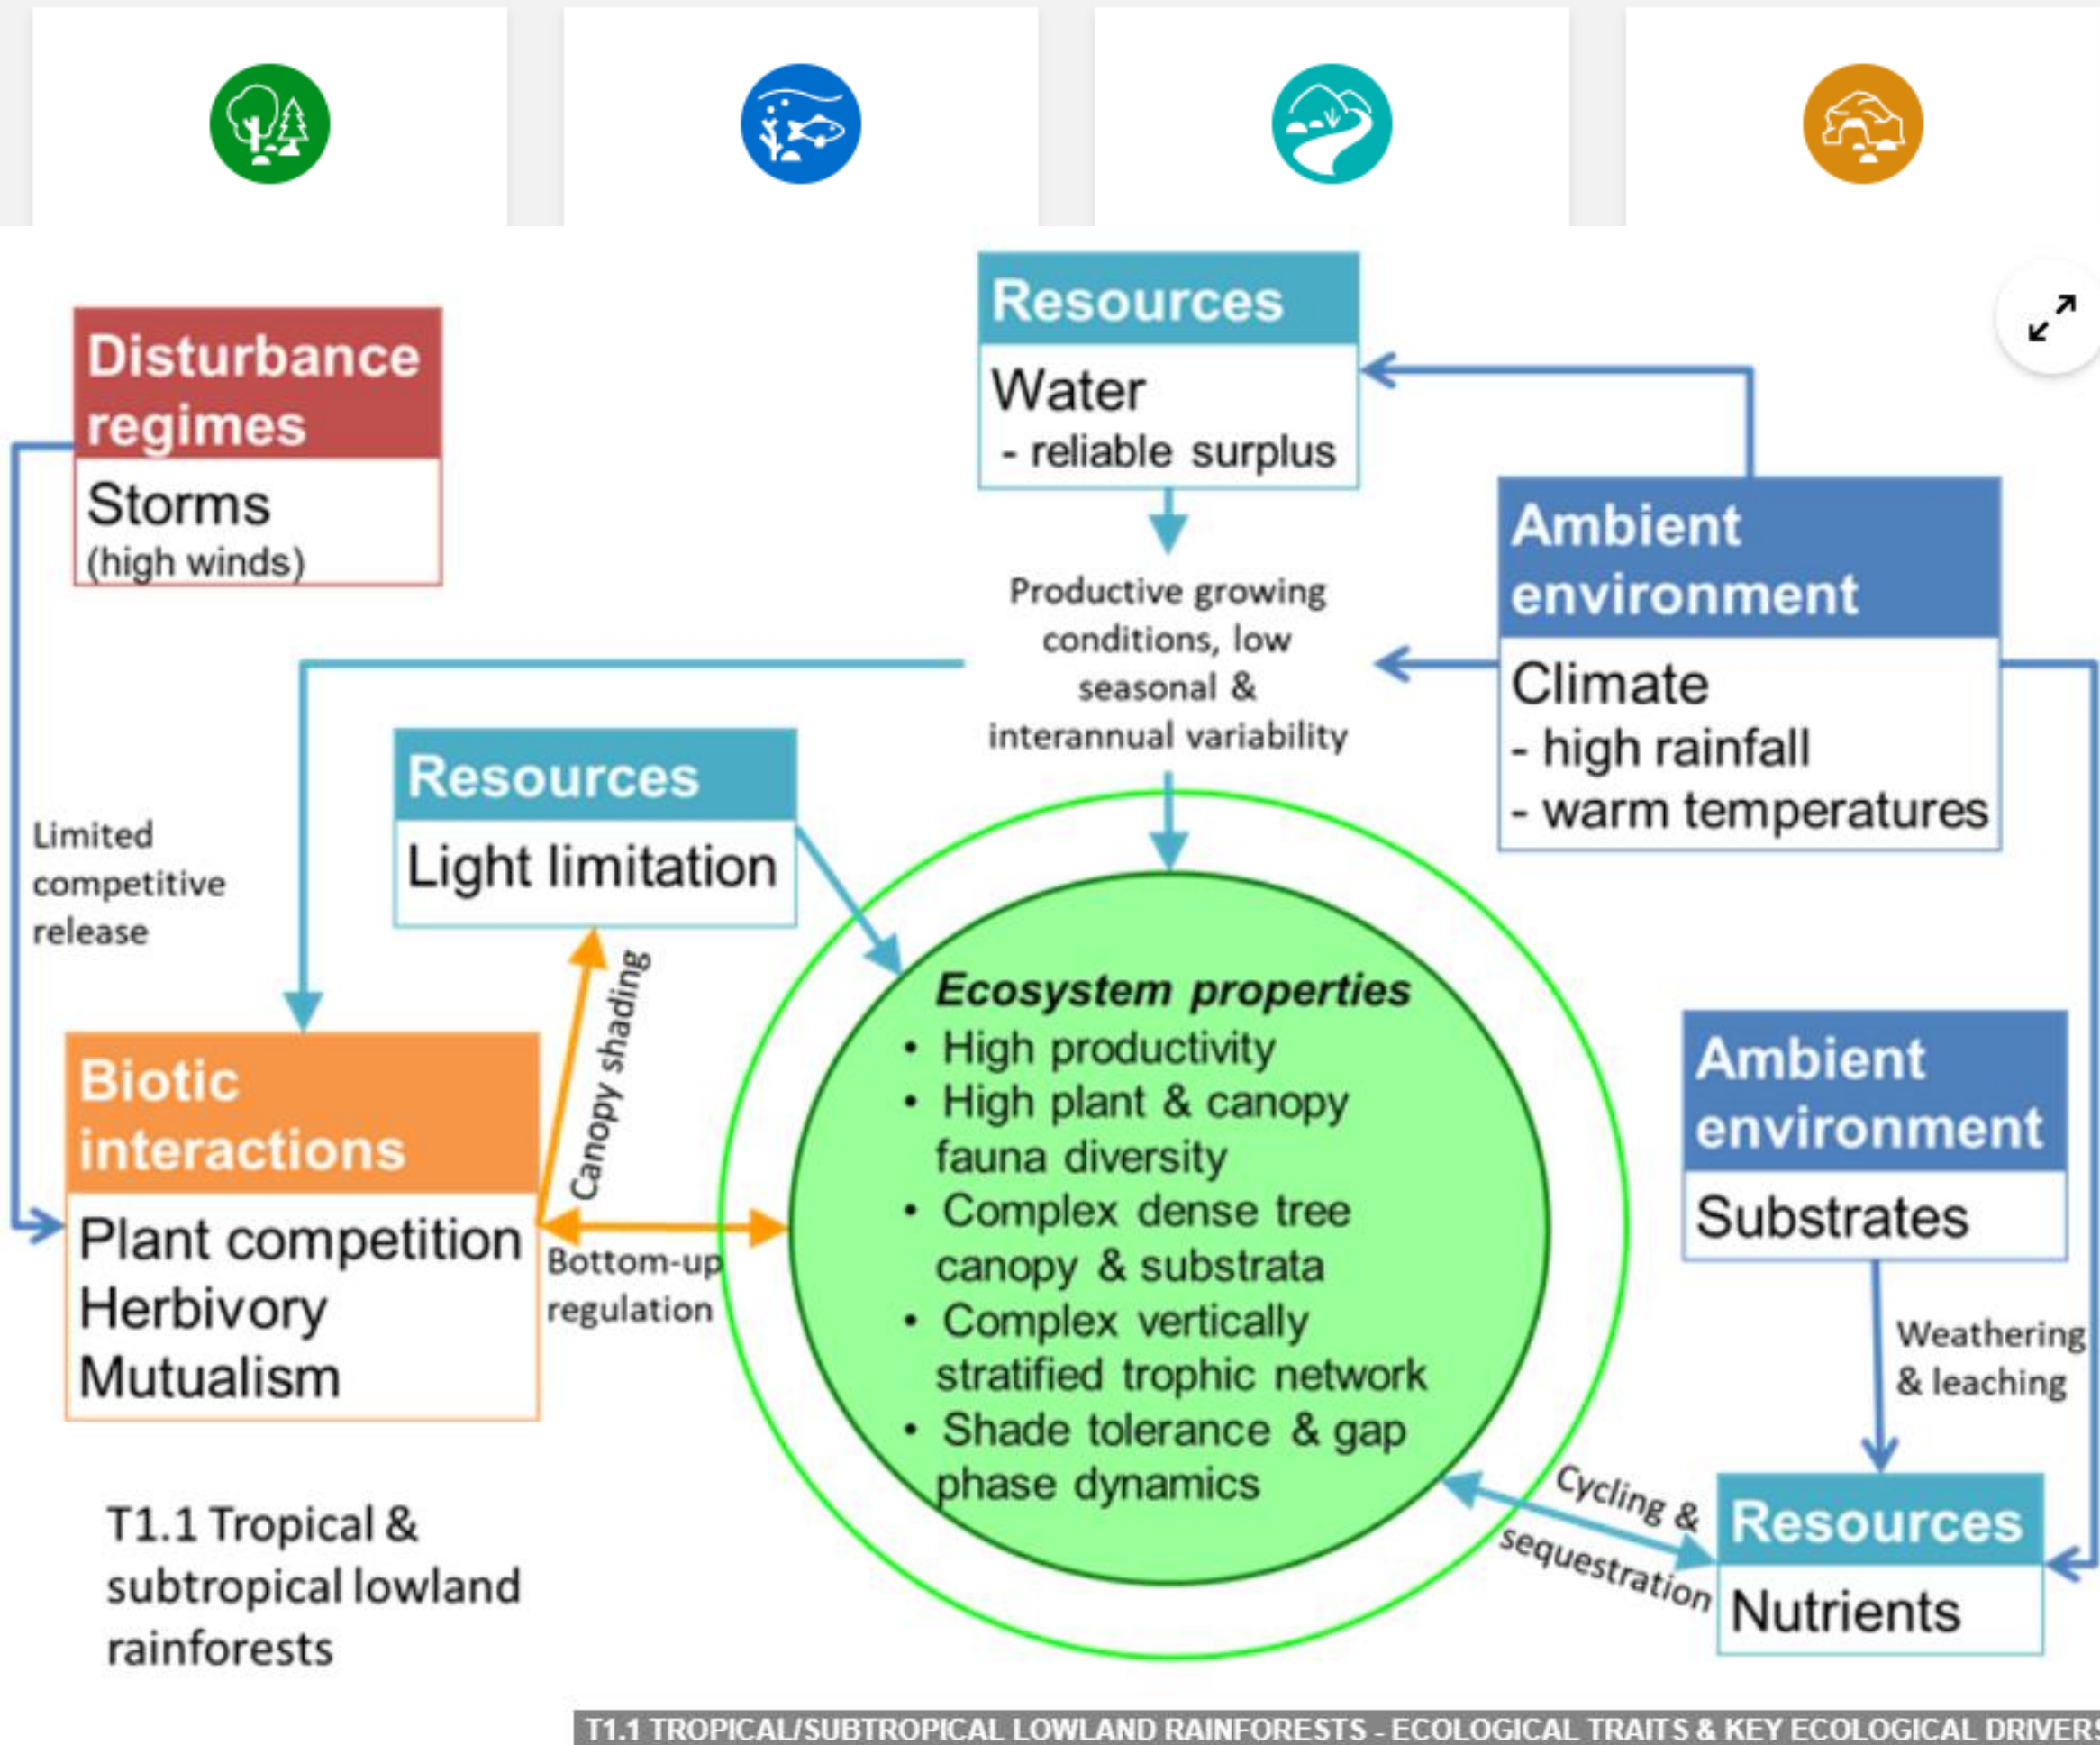 Resources
Water
- reliable surplus
Disturbance
regimes
Storms
(high winds)
Ambient
environment
Climate
- high rainfall
- warm temperatures
Productive growing
conditions, low
seasonal &
interannual variability
Resources
Light limitation
Limited
competitive
release
Canopy shading
Biotic
interactions
Plant competition
Herbivory
Mutualism
Bottom-up
regulation
Ecosystem properties
• High productivity
• High plant & canopy
fauna diversity
• Complex dense tree
canopy & substrata
• Complex vertically
stratified trophic network
• Shade tolerance & gap
phase dynamics
Ambient
environment
Substrates
Weathering
& leaching
Cycling &
sequestration
Resources
Nutrients
T1.1 Tropical &
subtropical lowland
rainforests
T1.1 TROPICAL/SUBTROPICAL LOWLAND RAINFORESTS - ECOLOGICAL TRAITS & KEY ECOLOGICAL DRIVERS